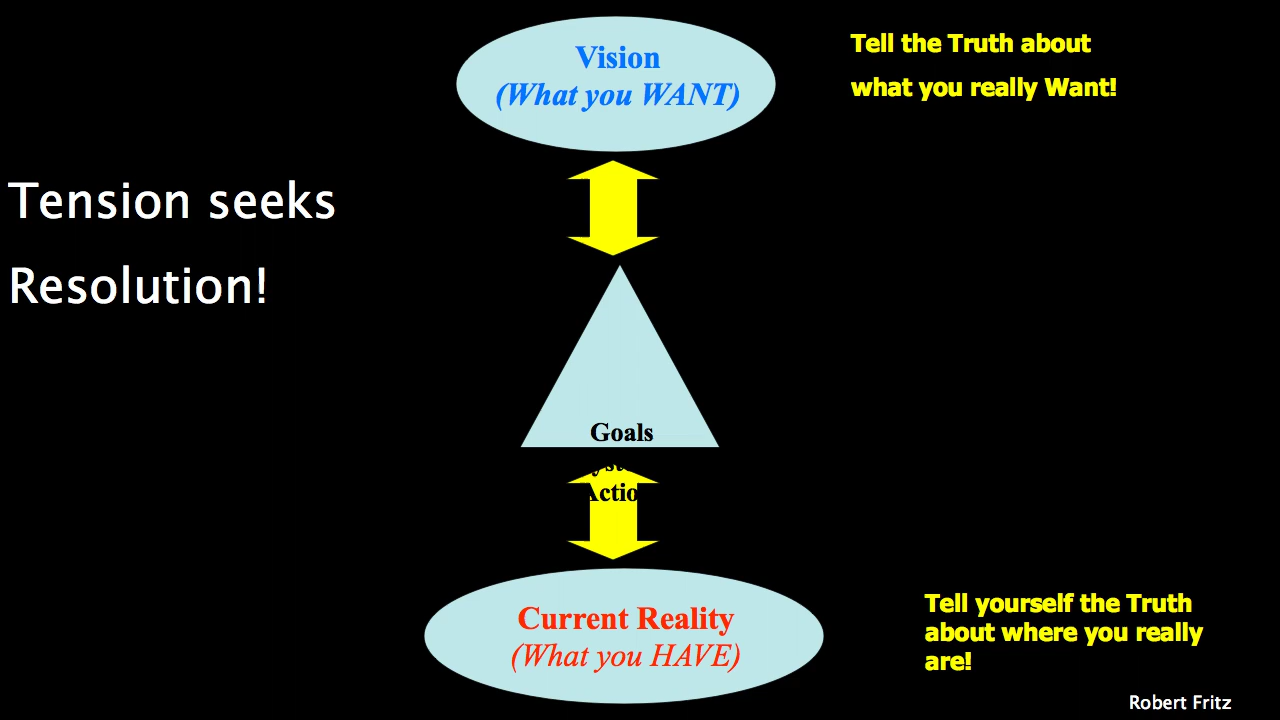 Vision
(What you WANT)
Tell the Truth about
what you really Want!
Tension seeks
Resolution!
Goals
Current Reality
(What you HAVE)
Tell yourself the Truth
about where you really
are!
Robert Fritz